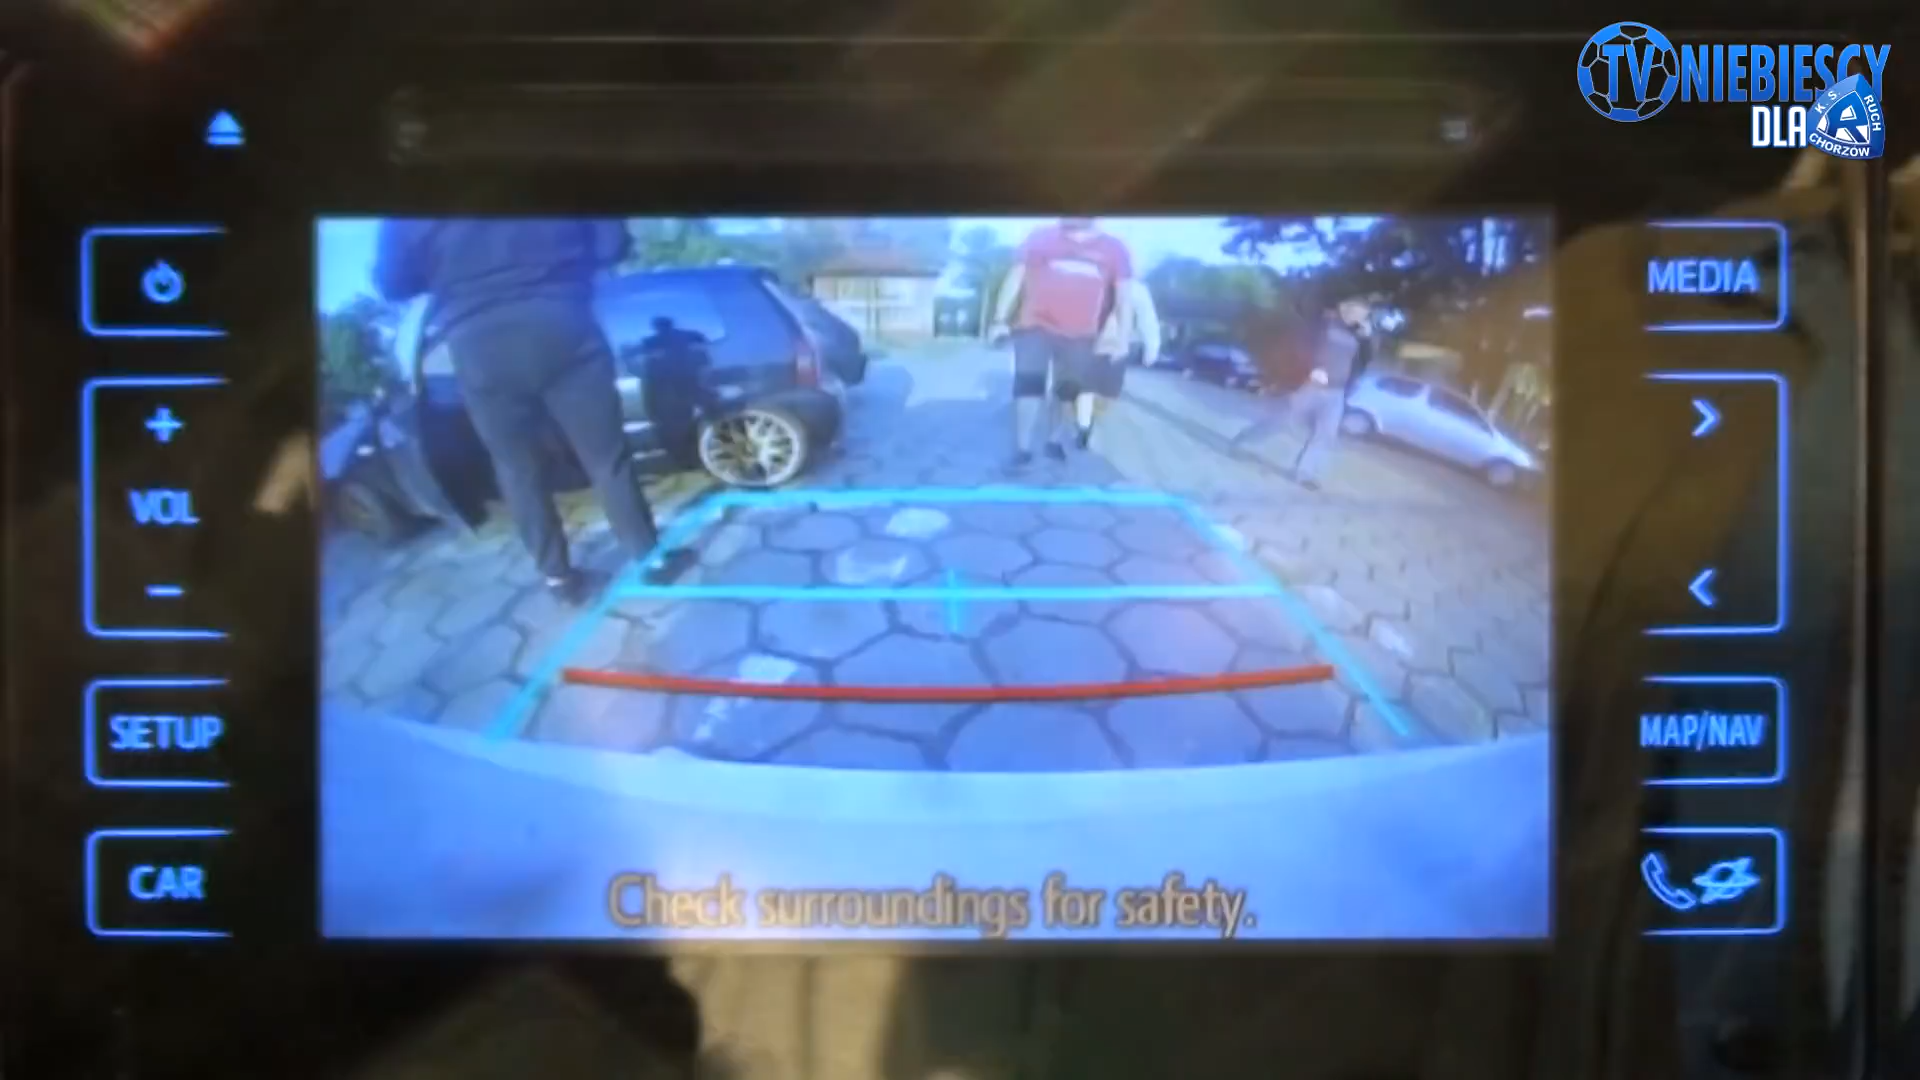 TV NIEBIESCY
DLA
K.S. RUCH
CHORZÓW
MEDIA
VOL
SETUP
MAP/NAV
CAR
Check surroundings for safety.